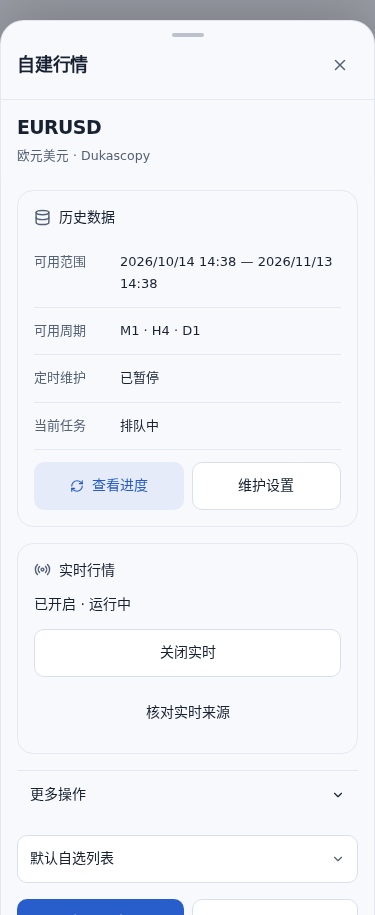 自建行情
EURUSD
欧元美元 · Dukascopy
历史数据
可用范围 2026/10/14 14:38 — 2026/11/13
14:38
可用周期 M1 · H4 · D1
定时维护 已暂停
当前任务 排队中
查看进度 维护设置
实时行情
已开启 · 运行中
关闭实时
核对实时来源
更多操作
默认自选列表